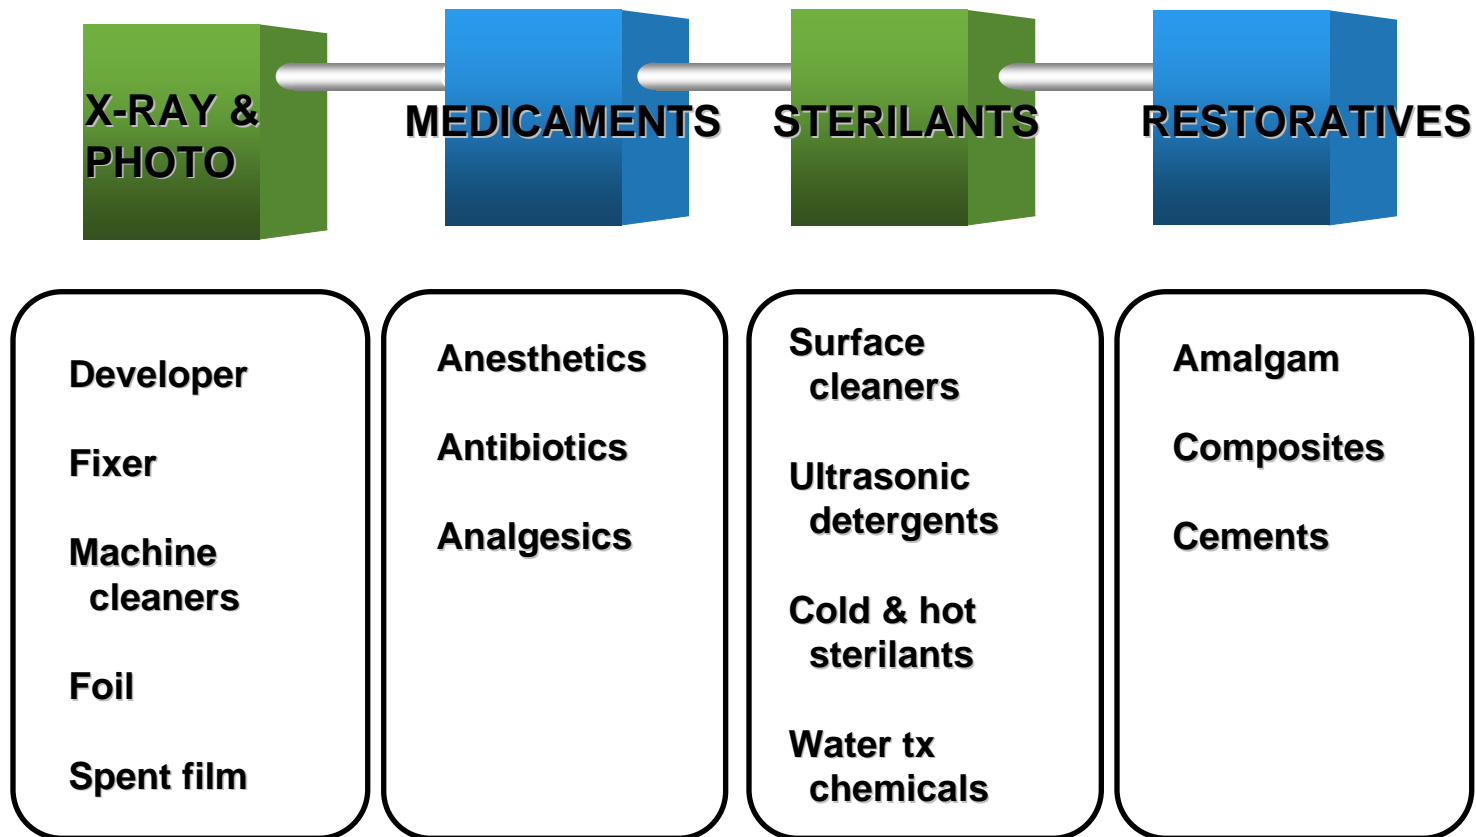 X-RAY &
PHOTO
MEDICAMENTS
STERILANTS
RESTORATIVES
Developer
Fixer
Machine
cleaners
Foil
Spent film
Anesthetics
Antibiotics
Analgesics
Surface
cleaners
Ultrasonic
detergents
Cold & hot
sterilants
Water tx
chemicals
Amalgam
Composites
Cements